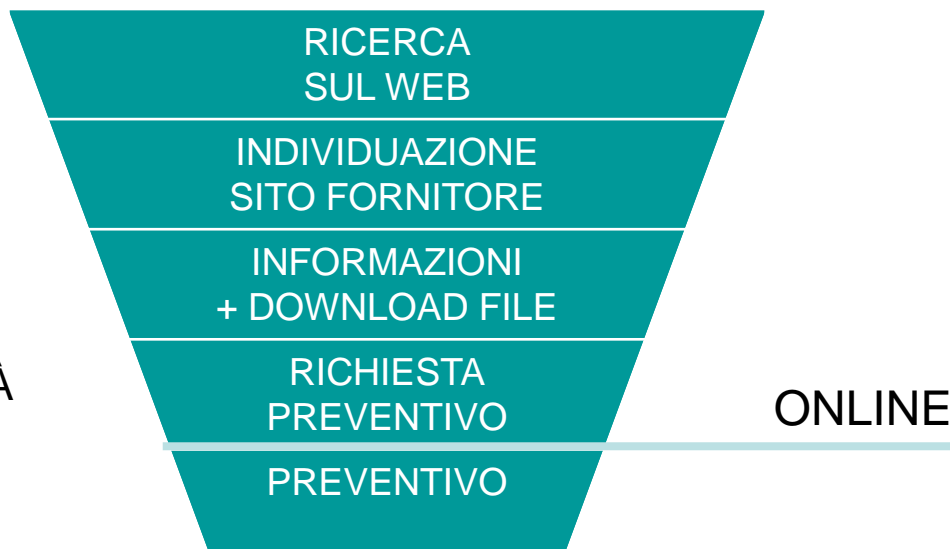 RICERCA
SUL WEB
INDIVIDUAZIONE
SITO FORNITORE
INFORMAZIONI
+ DOWNLOAD FILE
RICHIESTA
PREVENTIVO
À
ONLINE
PREVENTIVO